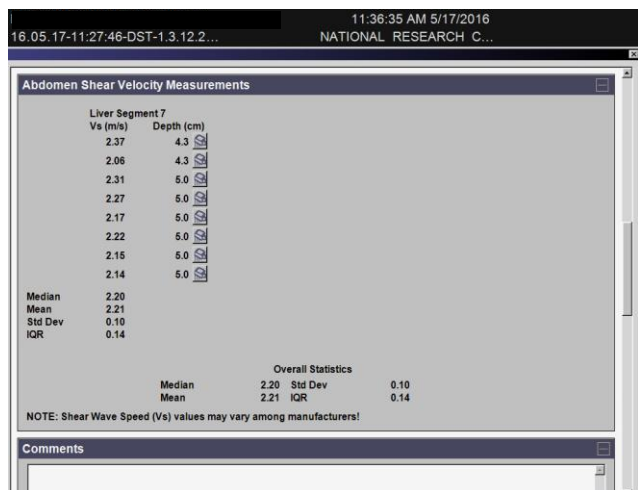 11:36:35 AM 5/17/2016
16.05.17-11:27:46-DST-1.3.12.2... NATIONAL RESEARCH C...
Abdomen Shear Velocity Measurements
Liver Segment 7
Vs (m/s) Depth (cm)
2.37 4.3
2.06 4.3
2.31 5.0
2.27 5.0
2.17 5.0
2.22 5.0
2.15 5.0
2.14 5.0
Median 2.20
Mean 2.21
Std Dev 0.10
IQR 0.14
Overall Statistics
Median 2.20 Std Dev 0.10
Mean 2.21 IQR 0.14
NOTE: Shear Wave Speed (Vs) values may vary among manufacturers!
Comments